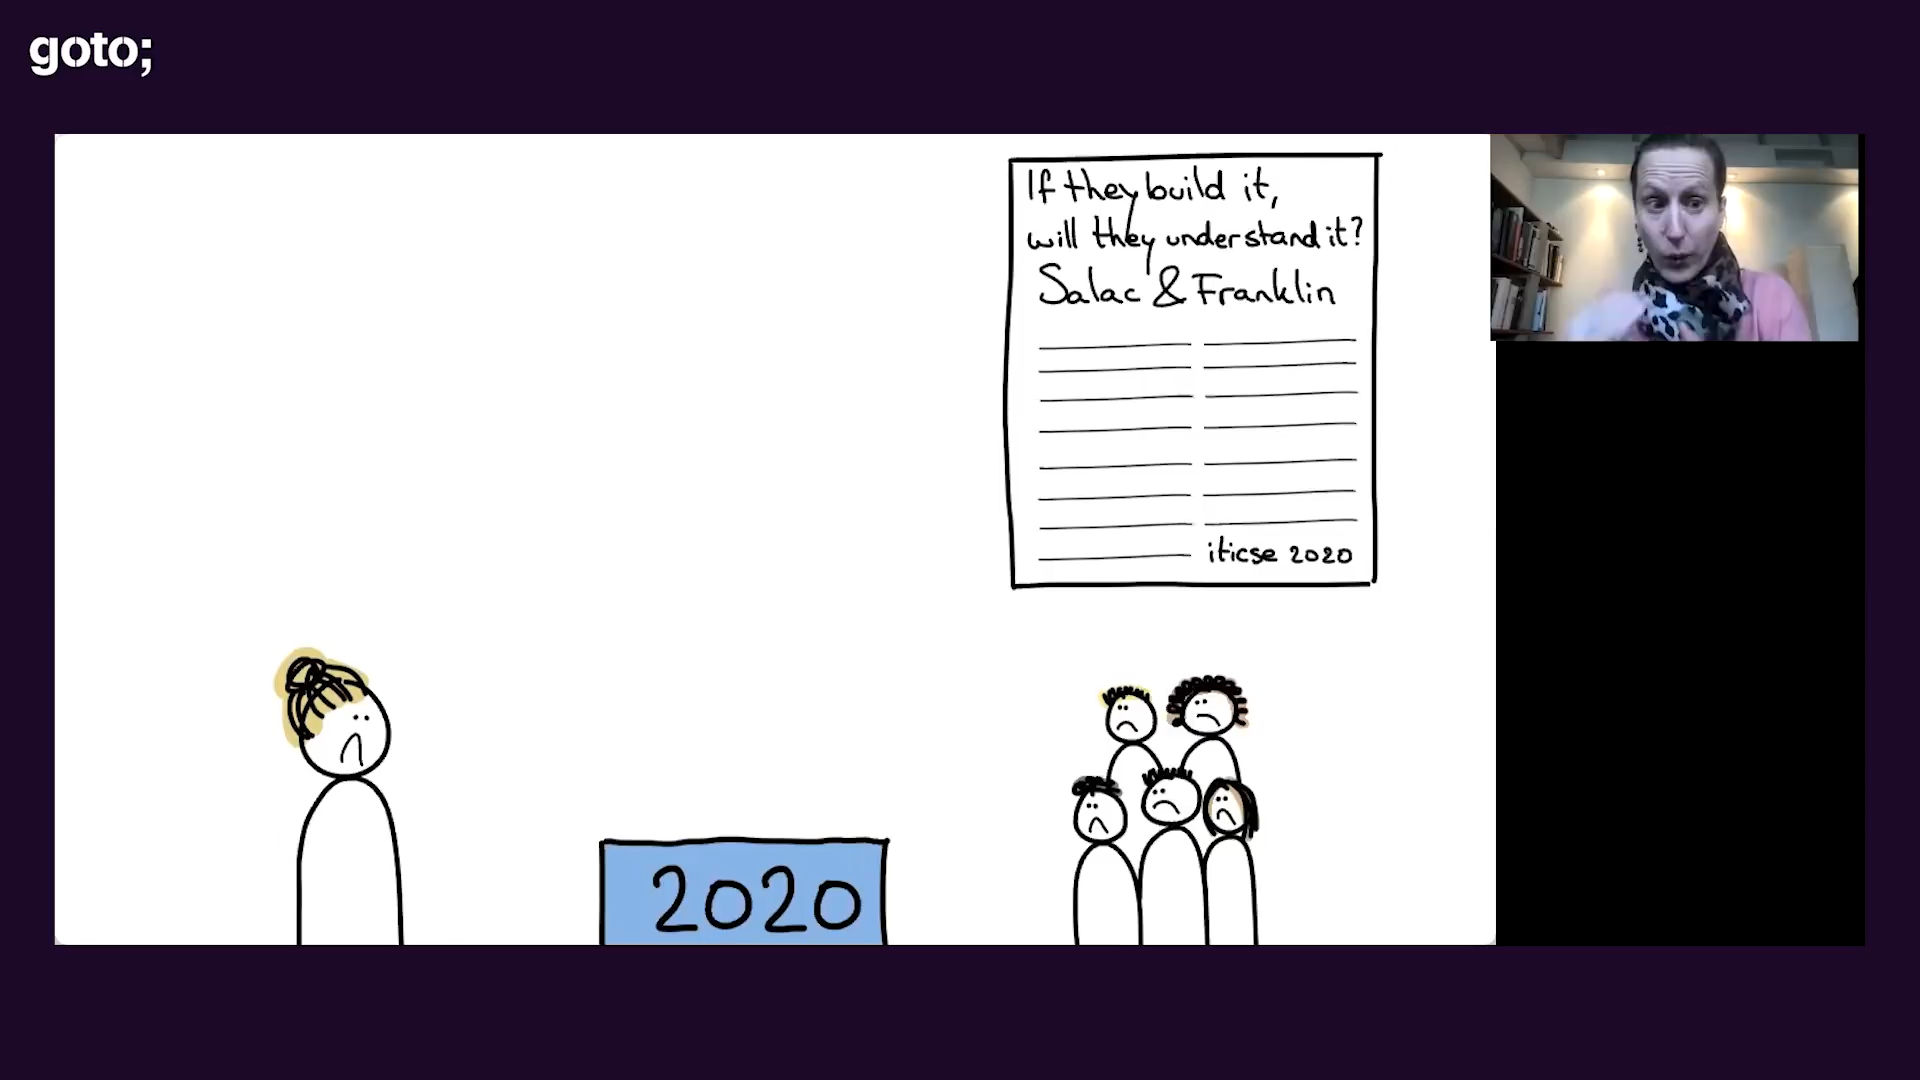 goto;
If they build it,
will they understand it?
Salac & Franklin
iticse 2020
2020